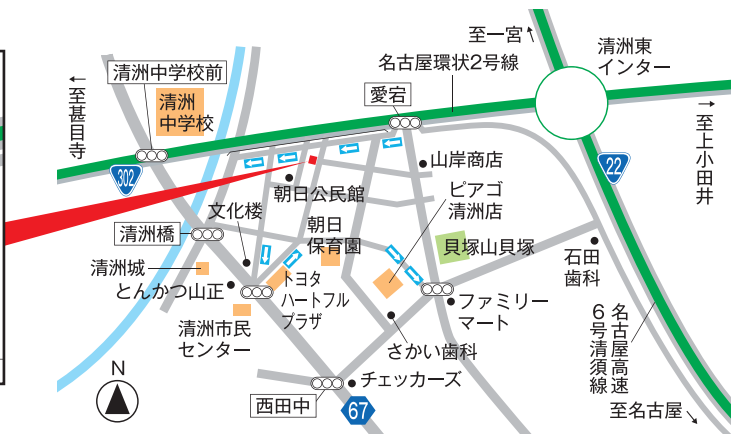 至一宮
清洲東
インター
名古屋環状2号線
清洲中学校前
愛宕
←至甚目寺
清洲
中学校
→至上小田井
302
22
山岸商店
朝日公民館
ピアゴ
清洲店
文化楼
朝日
保育園
清洲橋
貝塚山貝塚
石田
歯科
清洲城
とんかつ山正
トヨタ
ハートフル
プラザ
ファミリー
マート
名古屋高速
6号清須線
清洲市民
センター
さかい歯科
N
チェッカーズ
西田中
67
至名古屋